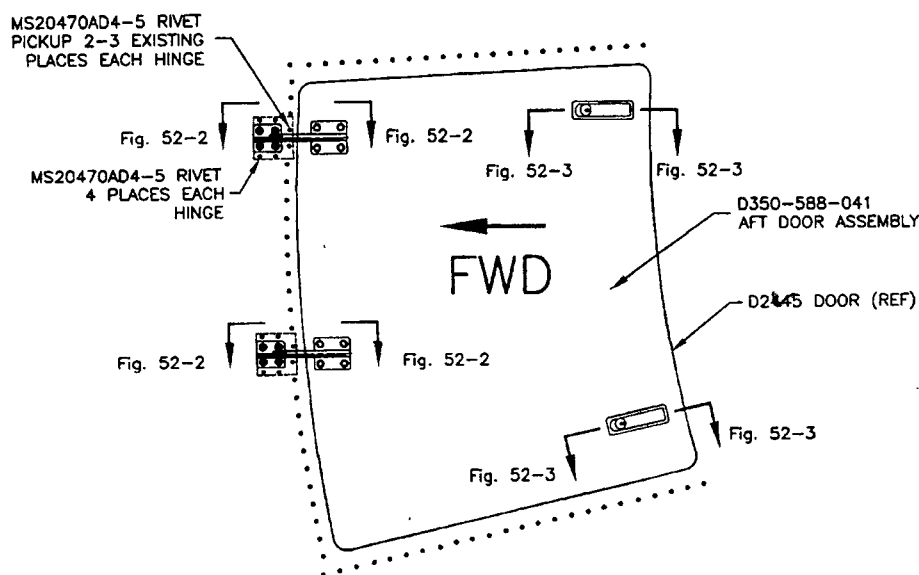 MS20470AD4-5 RIVET
PICKUP 2-3 EXISTING
PLACES EACH HINGE
Fig. 52-2
Fig. 52-2
Fig. 52-3
Fig. 52-3
MS20470AD4-5 RIVET
4 PLACES EACH
HINGE
D350-588-041
AFT DOOR ASSEMBLY
FWD
DOOR (REF)
Fig. 52-2
Fig. 52-2
Fig. 52-3
Fig. 52-3